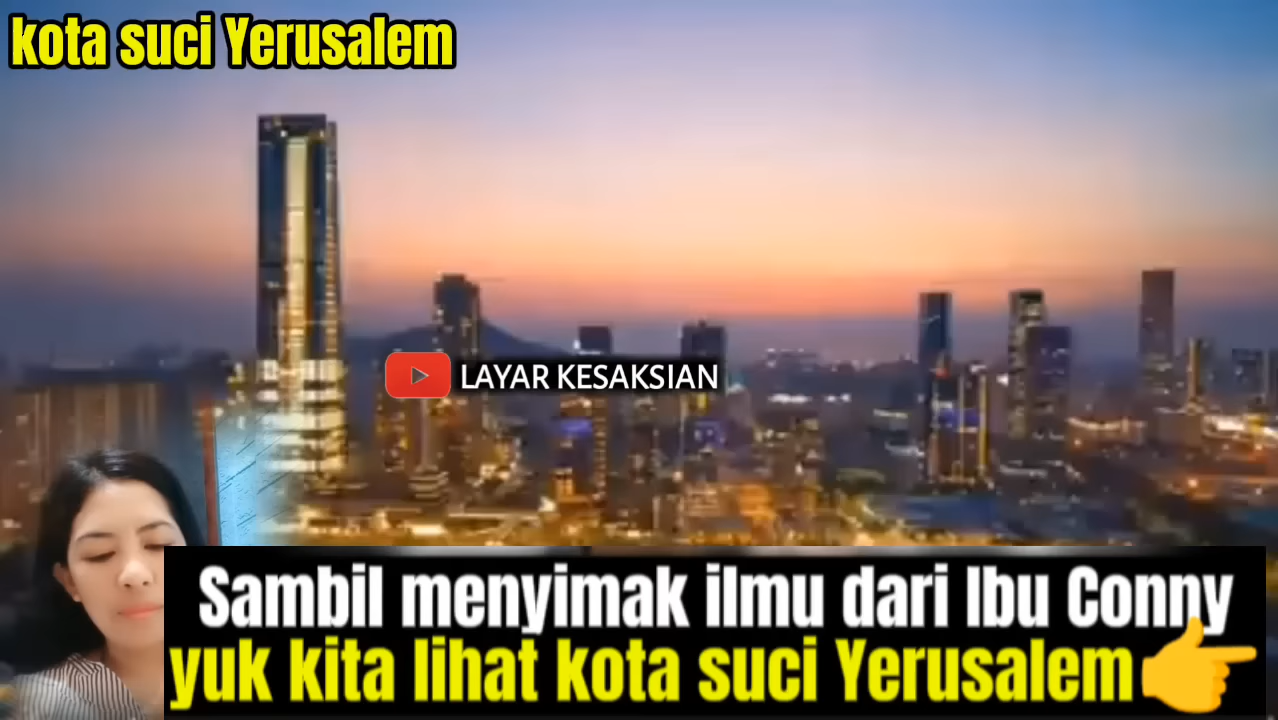 kota suci Yerusalem
LAYAR KESAKSIAN
Sambil menyimak ilmu dari Ibu Conny
yuk kita lihat kota suci Yerusalem